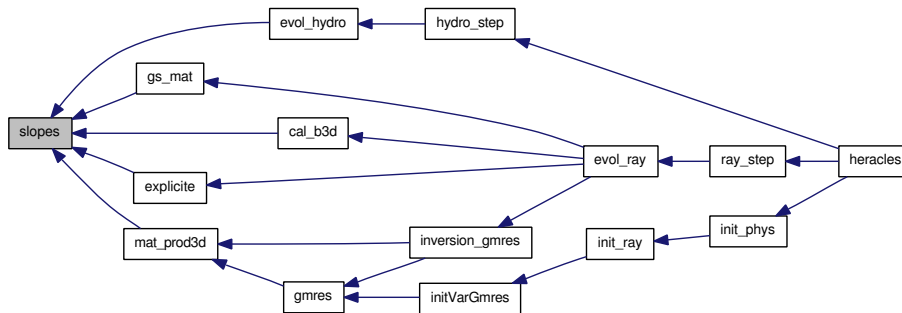 evol_hydro
hydro_step
gs_mat
slopes
cal_b3d
evol_ray
ray_step
heracles
explicite
mat_prod3d
inversion_gmres
init_ray
init_phys
gmres
initVarGmres